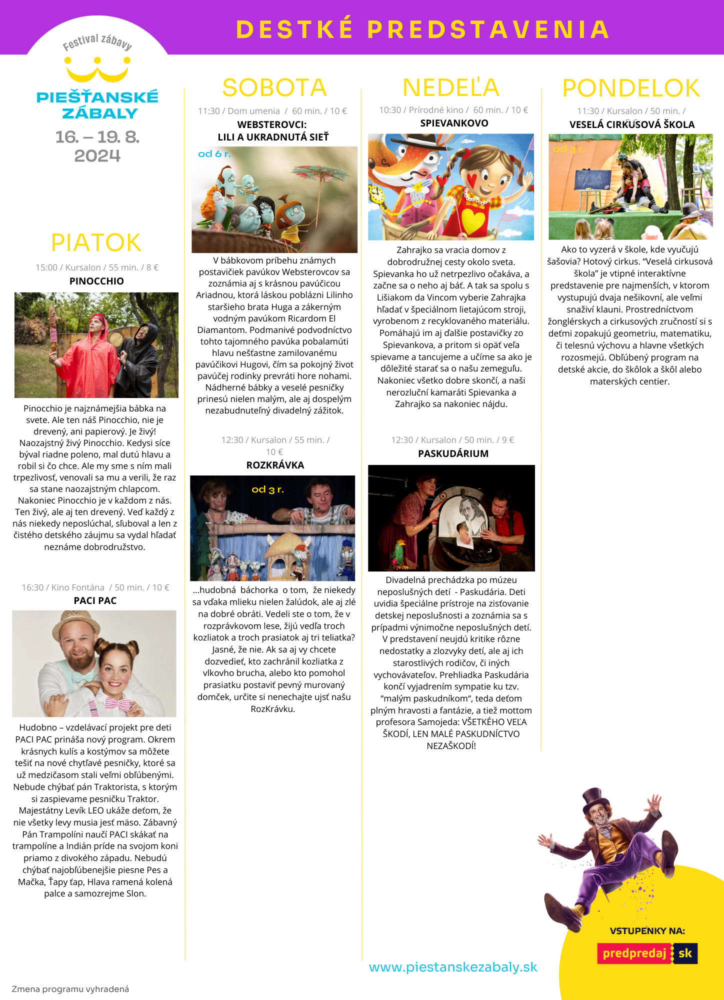 DESTKÉ PREDSTAVENIA
Festival zábavy
PIEŠŤANSKÉ
ZÁBALY
16. – 19. 8.
2024
PIATOK
15:00 / Kursalon / 55 min. / 8 €
PINOCCHIO
Pinocchio je najznámejšia bábka na
svete. Ale ten náš Pinocchio, nie je
drevený, ani papierový. Je živý!
Naozajstný živý Pinocchio. Kedysi síce
býval riadne poleno, mal dutú hlavu a
robil si čo chce. Ale my sme s ním mali
trpezlivosť, venovali sa mu a verili, že raz
sa stane naozajstným chlapcom.
Nakoniec Pinocchio je v každom z nás.
Ten živý, ale aj ten drevený. Veď každý z
nás niekedy neposlúchal, sľuboval a len z
čistého detského záujmu sa vydal hľadať
neznáme dobrodružstvo.
16:30 / Kino Fontána / 50 min. / 10 €
PACI PAC
Hudobno – vzdelávací projekt pre deti
PACI PAC prináša nový program. Okrem
krásnych kulís a kostýmov sa môžete
tešiť na nové chytľavé pesničky, ktoré sa
už medzičasom stali veľmi obľúbenými.
Nebude chýbať pán Traktorista, s ktorým
si zaspievame pesničku Traktor.
Majestátny Levík LEO ukáže deťom, že
nie všetky levy musia jesť mäso. Zábavný
Pán Trampolíni naučí PACI skákať na
trampolíne a Indián príde na svojom koni
priamo z divokého západu. Nebudú
chýbať najobľúbenejšie piesne Pes a
Mačka, Ťapy ťap, Hlava ramená kolená
palce a samozrejme Slon.
SOBOTA
11:30 / Dom umenia / 60 min. / 10 €
WEBSTEROVCI:
LILI A UKRADNUTÁ SIEŤ
od 6 r.
V bábkovom príbehu známych
postavičiek pavúkov Websterovcov sa
zoznámia aj s krásnou pavúčicou
Ariadnou, ktorá láskou poblázni Lilinho
staršieho brata Huga a zákerným
vodným pavúkom Ricardom El
Diamantom. Podmanivé podvodníctvo
tohto tajomného pavúka pobalamúti
hlavu nešťastne zamilovanému
pavúčikovi Hugovi, čím sa pokojný život
pavúčej rodinky prevráti hore nohami.
Nádherné bábky a veselé pesničky
prinesú nielen malým, ale aj dospelým
nezabudnuteľný divadelný zážitok.
12:30 / Kursalon / 55 min. /
10 €
ROZKRÁVKA
od 3 r.
...hudobná báchorka o tom, že niekedy
sa vďaka mlieku nielen žalúdok, ale aj zlé
na dobré obráti. Vedeli ste o tom, že v
rozprávkovom lese, žijú vedľa troch
kozliatok a troch prasiatok aj tri teliatka?
Jasné, že nie. Ak sa aj vy chcete
dozvedieť, kto zachránil kozliatka z
vlkovho brucha, alebo kto pomohol
prasiatku postaviť pevný murovaný
domček, určite si nenechajte ujsť našu
RozKrávku.
NEDEĽA
10:30 / Prírodné kino / 60 min. / 10 €
SPIEVANKOVO
Zahrajko sa vracia domov z
dobrodružnej cesty okolo sveta.
Spievanka ho už netrpezlivo očakáva, a
začne sa o neho aj báť. A tak sa spolu s
Lišiakom da Vincom vyberie Zahrajka
hľadať v špeciálnom lietajúcom stroji,
vyrobenom z recyklovaného materiálu.
Pomáhajú im aj ďalšie postavičky zo
Spievankova, a pritom si opäť veľa
spievame a tancujeme a učíme sa ako je
dôležité starať sa o našu zemeguľu.
Nakoniec všetko dobre skončí, a naši
nerozluční kamaráti Spievanka a
Zahrajko sa nakoniec nájdu.
12:30 / Kursalon / 50 min. / 9 €
PASKUDÁRIUM
Divadelná prechádzka po múzeu
neposlušných detí - Paskudária. Deti
uvidia špeciálne prístroje na zisťovanie
detskej neposlušnosti a zoznámia sa s
prípadmi výnimočne neposlušných detí.
V predstavení neujdú kritike rôzne
nedostatky a zlozvyky detí, ale aj ich
starostlivých rodičov, či iných
vychovávateľov. Prehliadka Paskudária
končí vyjadrením sympatie ku tzv.
“malým paskudníkom“, teda deťom
plným hravosti a fantázie, a tiež mottom
profesora Samojeda: VŠETKÉHO VEĽA
ŠKODÍ, LEN MALÉ PASKUDNÍCTVO
NEZAŠKODÍ!
PONDELOK
11:30 / Kursalon / 50 min. /
5 €
VESELÁ CIRKUSOVÁ ŠKOLA
od 3 r.
Ako to vyzerá v škole, kde vyučujú
šašovia? Hotový cirkus. “Veselá cirkusová
škola” je vtipné interaktívne
predstavenie pre najmenších, v ktorom
vystupujú dvaja nešikovní, ale veľmi
snaživí klauni. Prostredníctvom
žonglérskych a cirkusových zručností si s
deťmi zopakujú geometriu, matematiku,
či telesnú výchovu a hlavne všetkých
rozosmejú. Obľúbený program na
detské akcie, do škôlok a škôl alebo
materských centier.
VSTUPENKY NA:
predpredaj sk
www.piestanskezabaly.sk
Zmena programu vyhradená